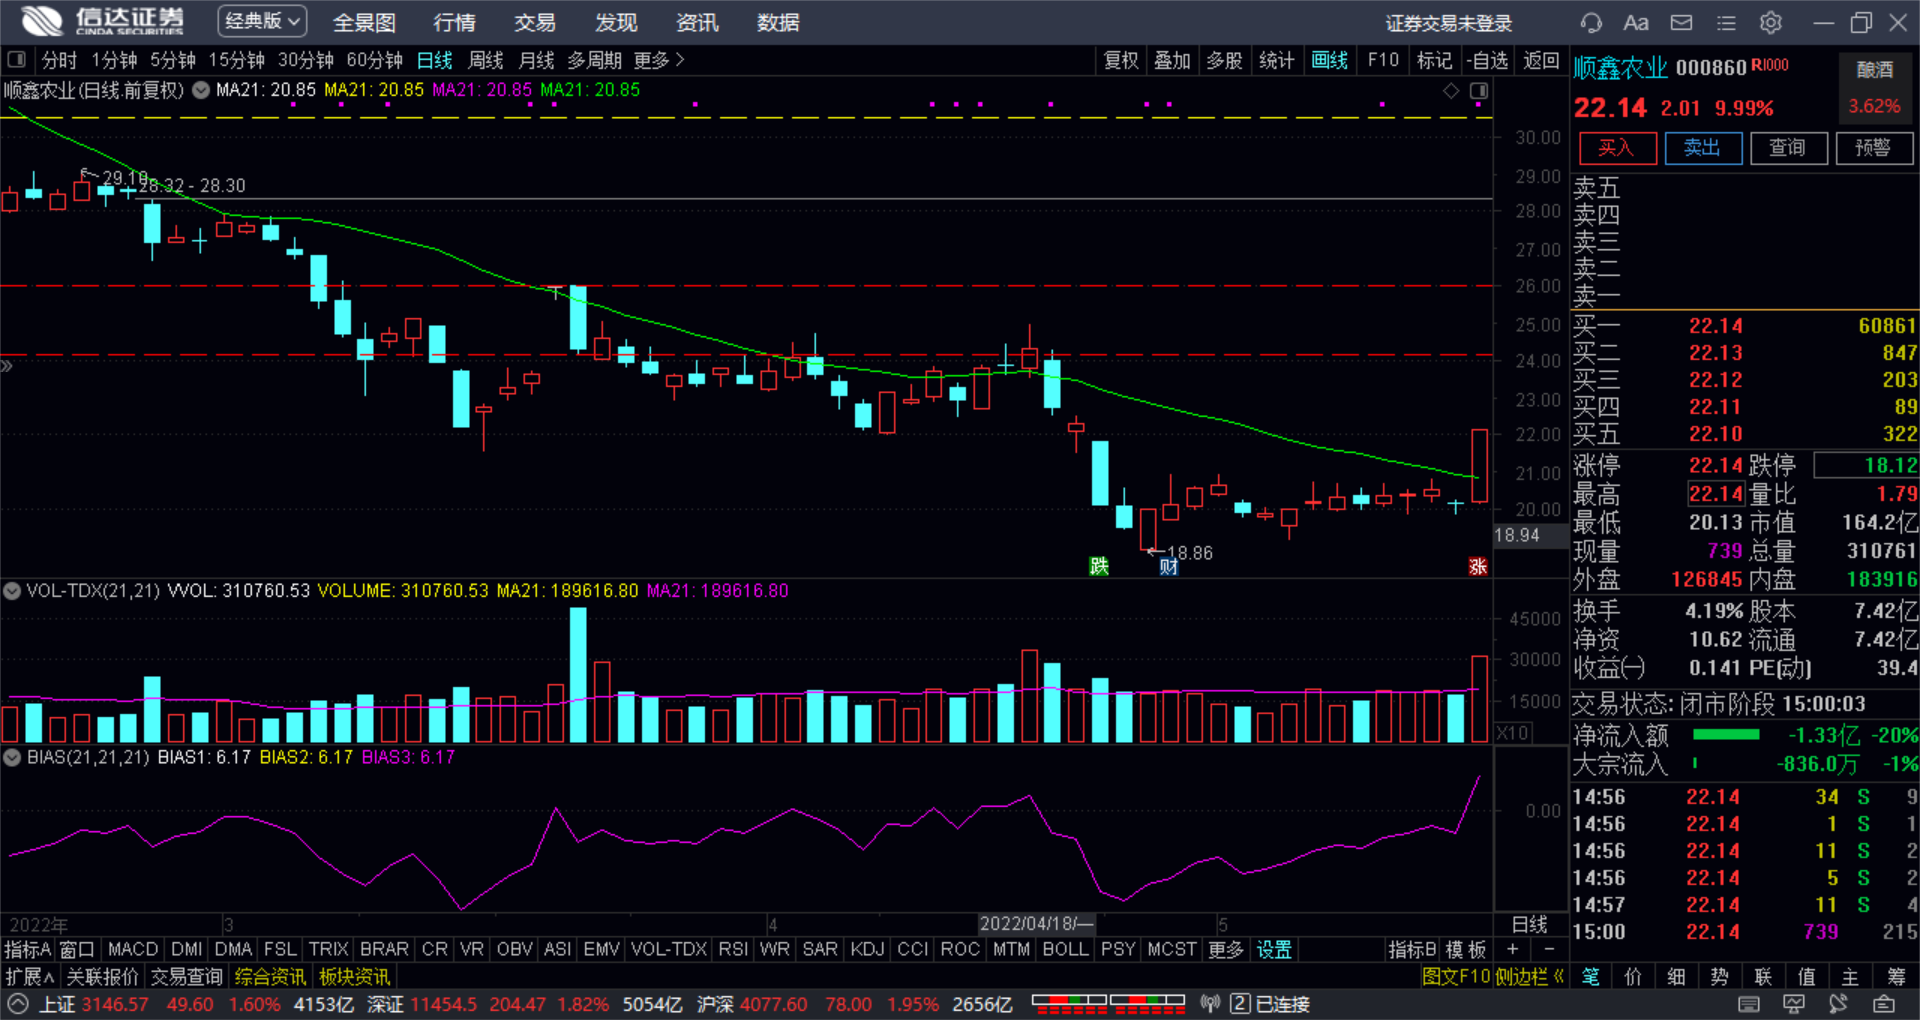 信达证券 经典版 全景图 行情 交易 发现 资讯 数据 证券交易未登录 Aa
CINDA SECURITIES
分时 1分钟 5分钟 15分钟 30分钟 60分钟 日线 周线 月线 多周期 更多 复权 叠加 多股 统计 画线 F10 标记 -自选 返回
顺鑫农业(日线.前复权) MA21: 20.85 MA21: 20.85 MA21: 20.85 MA21: 20.85
30.00
29.00
28.00
27.00
26.00
25.00
24.00
23.00
22.00
21.00
20.00
18.94
28.32 - 28.30
18.86
跌 财 涨
VOL-TDX(21,21) VVOL: 310760.53 VOLUME: 310760.53 MA21: 189616.80 MA21: 189616.80
45000
30000
15000
X10
BIAS(21,21,21) BIAS1: 6.17 BIAS2: 6.17 BIAS3: 6.17
0.00
2022年 3 4 2022/04/18/一 5 日线
指标A 窗口 MACD DMI DMA FSL TRIX BRAR CR VR OBV ASI EMV VOL-TDX RSI WR SAR KDJ CCI ROC MTM BOLL PSY MCST 更多 设置 指标B 模板 + -
扩展∧ 关联报价 交易查询 综合资讯 板块资讯 图文F10 侧边栏《
顺鑫农业 000860 R1000 酿酒
22.14 2.01 9.99% 3.62%
买入 卖出 查询 预警
卖五
卖四
卖三
卖二
卖一
买一 22.14 60861
买二 22.13 847
买三 22.12 203
买四 22.11 89
买五 22.10 322
涨停 22.14 跌停 18.12
最高 22.14 量比 1.79
最低 20.13 市值 164.2亿
现量 739 总量 310761
外盘 126845 内盘 183916
换手 4.19% 股本 7.42亿
净资 10.62 流通 7.42亿
收益(一) 0.141 PE(动) 39.4
交易状态: 闭市阶段 15:00:03
净流入额 -1.33亿 -20%
大宗流入 -836.0万 -1%
14:56 22.14 34 S 9
14:56 22.14 1 S 1
14:56 22.14 11 S 2
14:56 22.14 5 S 2
14:57 22.14 11 S 4
15:00 22.14 739 215
笔 价 细 势 联 值 主 筹
上证 3146.57 49.60 1.60% 4153亿 深证 11454.5 204.47 1.82% 5054亿 沪深 4077.60 78.00 1.95% 2656亿 2 已连接